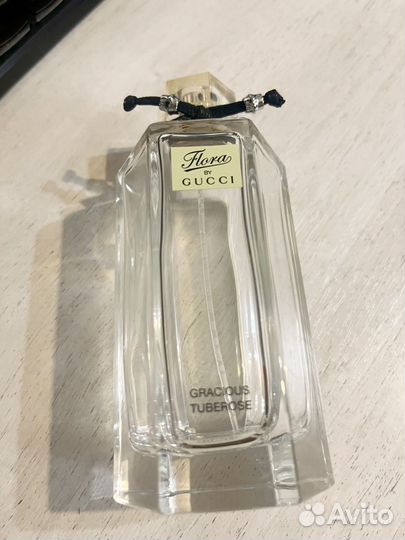 Flora
BY
GUCCI
GRACIOUS
TUBEROSE
Avito